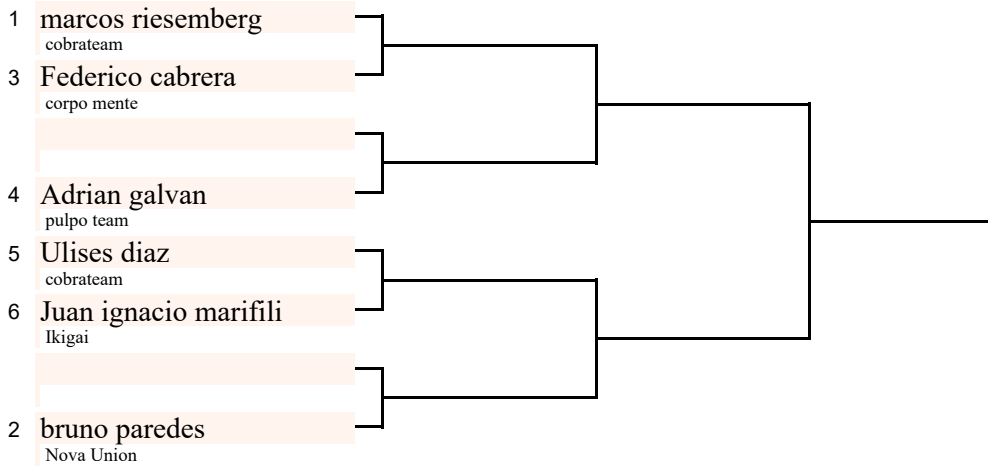 1 marcos riesemberg
cobrateam
3 Federico cabrera
corpo mente
4 Adrian galvan
pulpo team
5 Ulises diaz
cobrateam
6 Juan ignacio marifili
Ikigai
2 bruno paredes
Nova Union